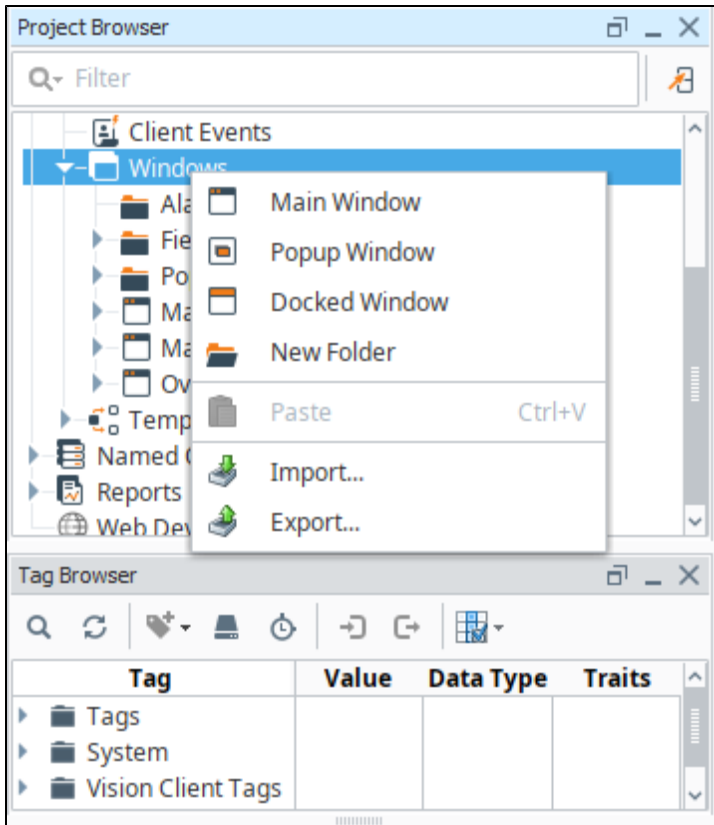 Project Browser
Filter
Client Events
Windows
Main Window
Popup Window
Docked Window
New Folder
Paste Ctrl+V
Import...
Export...
Reports
Tag Browser
Tag Value Data Type Traits
Tags
System
Vision Client Tags